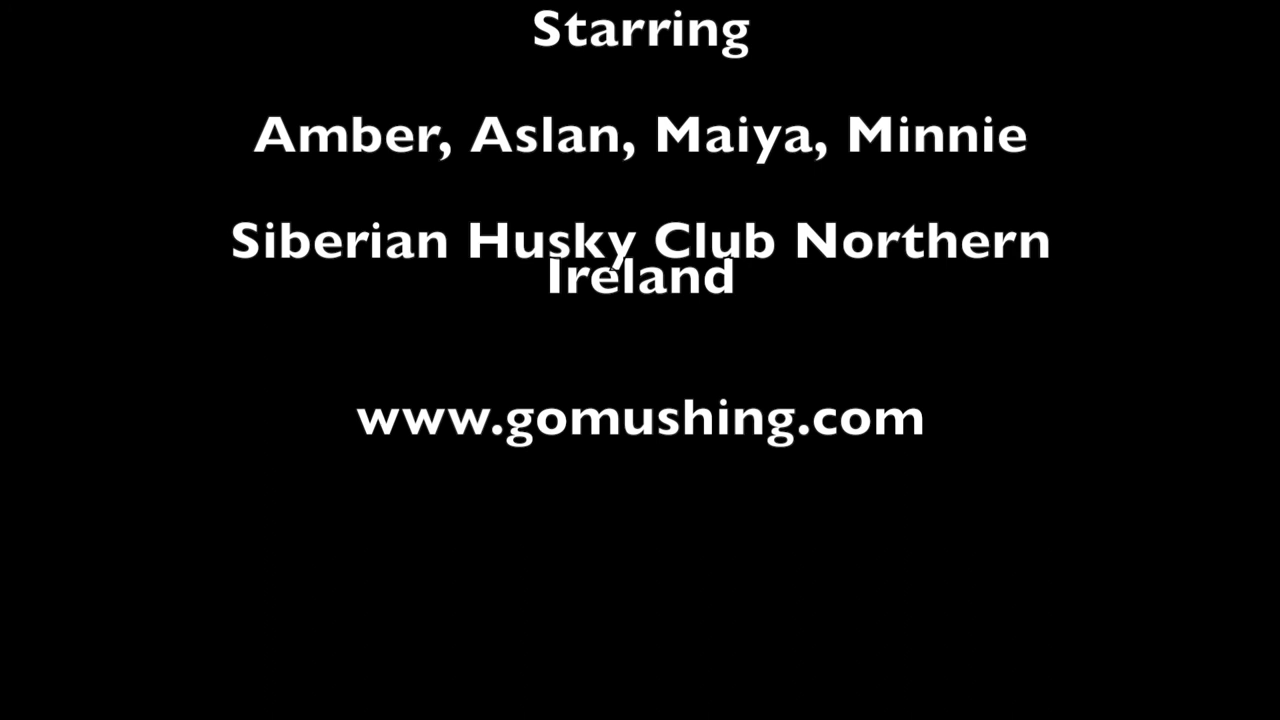 Starring
Amber, Aslan, Maiya, Minnie
Siberian Husky Club Northern
Ireland
www.gomushing.com